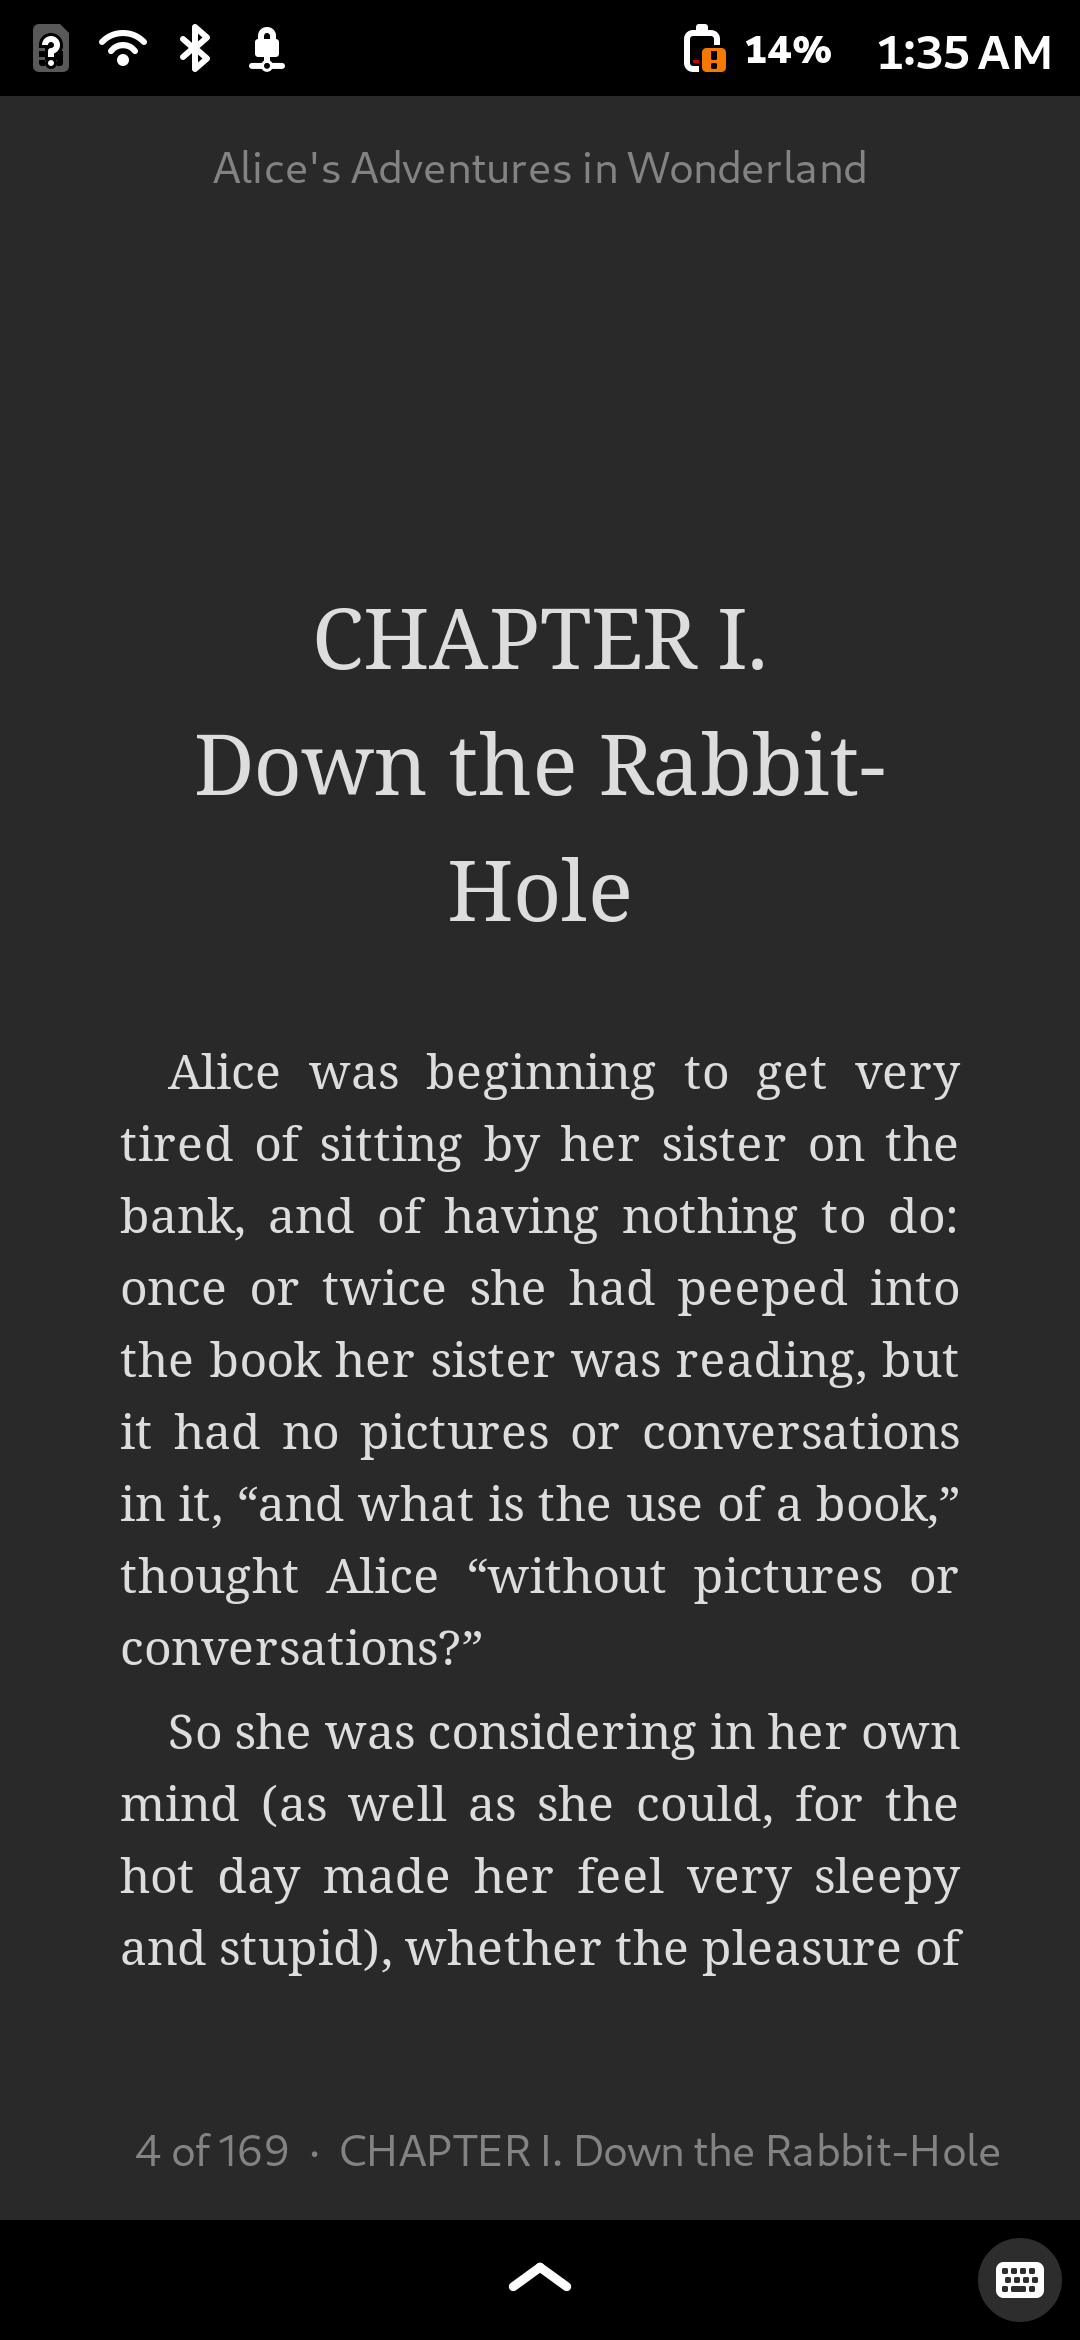 14% 1:35 AM
Alice's Adventures in Wonderland
CHAPTER I.
Down the Rabbit-
Hole
Alice was beginning to get very
tired of sitting by her sister on the
bank, and of having nothing to do:
once or twice she had peeped into
the book her sister was reading, but
it had no pictures or conversations
in it, “and what is the use of a book,”
thought Alice “without pictures or
conversations?”
So she was considering in her own
mind (as well as she could, for the
hot day made her feel very sleepy
and stupid), whether the pleasure of
4 of 169 · CHAPTER I. Down the Rabbit-Hole